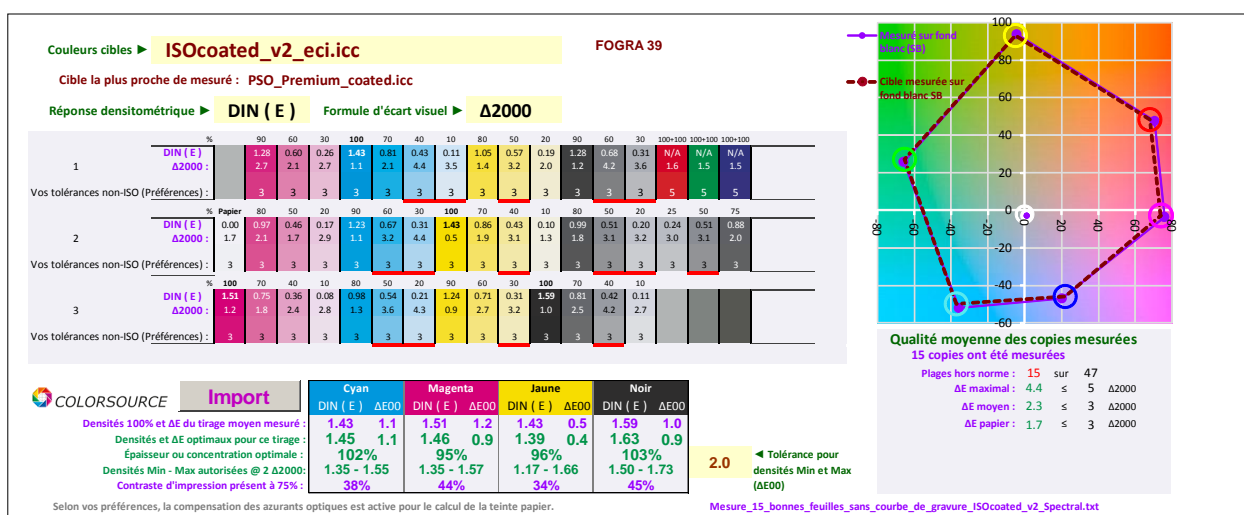 Couleurs cibles ► ISOcoated_v2_eci.icc FOGRA 39
Cible la plus proche de mesuré : PSO_Premium_coated.icc
Réponse densitométrique ► DIN ( E ) Formule d'écart visuel ► Δ2000
% 90 60 30 100 70 40 10 80 50 20 90 60 30 100+100 100+100 100+100
1 DIN ( E ) 1.28 0.60 0.26 1.43 0.81 0.43 0.11 1.05 0.57 0.19 1.28 0.68 0.31 N/A N/A N/A
Δ2000 : 2.7 2.1 2.7 1.1 2.1 4.4 3.5 1.4 3.2 2.0 1.2 4.2 3.6 1.6 1.5 1.5
Vos tolérances non-ISO (Préférences) : 3 3 3 3 3 3 3 3 3 3 3 3 3 5 5 5
% Papier 80 50 20 90 60 30 100 70 40 10 80 50 20 25 50 75
2 DIN ( E ) 0.00 0.97 0.46 0.17 1.23 0.67 0.31 1.43 0.86 0.43 0.10 0.99 0.51 0.20 0.24 0.51 0.88
Δ2000 : 1.7 2.1 1.7 2.9 1.1 3.2 4.4 0.5 1.9 3.1 1.3 1.8 3.1 3.2 3.0 3.1 2.0
Vos tolérances non-ISO (Préférences) : 3 3 3 3 3 3 3 3 3 3 3 3 3 3 3 3 3
% 100 70 40 10 80 50 20 90 60 30 100 70 40 10
3 DIN ( E ) 1.51 0.75 0.36 0.08 0.98 0.54 0.21 1.24 0.71 0.31 1.59 0.81 0.42 0.11
Δ2000 : 1.2 1.8 2.4 2.8 1.3 3.6 4.3 0.9 2.7 3.2 1.0 2.5 4.2 2.7
Vos tolérances non-ISO (Préférences) : 3 3 3 3 3 3 3 3 3 3 3 3 3 3
COLORSOURCE Import
Cyan Magenta Jaune Noir
DIN ( E ) ΔE00 DIN ( E ) ΔE00 DIN ( E ) ΔE00 DIN ( E ) ΔE00
Densités 100% et ΔE du tirage moyen mesuré : 1.43 1.1 1.51 1.2 1.43 0.5 1.59 1.0
Densités et ΔE optimaux pour ce tirage : 1.45 1.1 1.46 0.9 1.39 0.4 1.63 0.9
Épaisseur ou concentration optimale : 102% 95% 96% 103%
Densités Min - Max autorisées @ 2 Δ2000: 1.35 - 1.55 1.35 - 1.57 1.17 - 1.66 1.50 - 1.73
Contraste d'impression présent à 75% : 38% 44% 34% 45%
2.0 ◄ Tolérance pour
densités Min et Max
(ΔE00)
Selon vos préférences, la compensation des azurants optiques est active pour le calcul de la teinte papier.
Mesuré sur fond
blanc (SB)
Cible mesurée sur
fond blanc SB
100
80
60
40
20
0
-20
-40
-60
-80 -60 -40 -20 0 20 40 60 80
Qualité moyenne des copies mesurées
15 copies ont été mesurées
Plages hors norme : 15 sur 47
ΔE maximal : 4.4 ≤ 5 Δ2000
ΔE moyen : 2.3 ≤ 3 Δ2000
ΔE papier : 1.7 ≤ 3 Δ2000
Mesure_15_bonnes_feuilles_sans_courbe_de_gravure_ISOcoated_v2_Spectral.txt